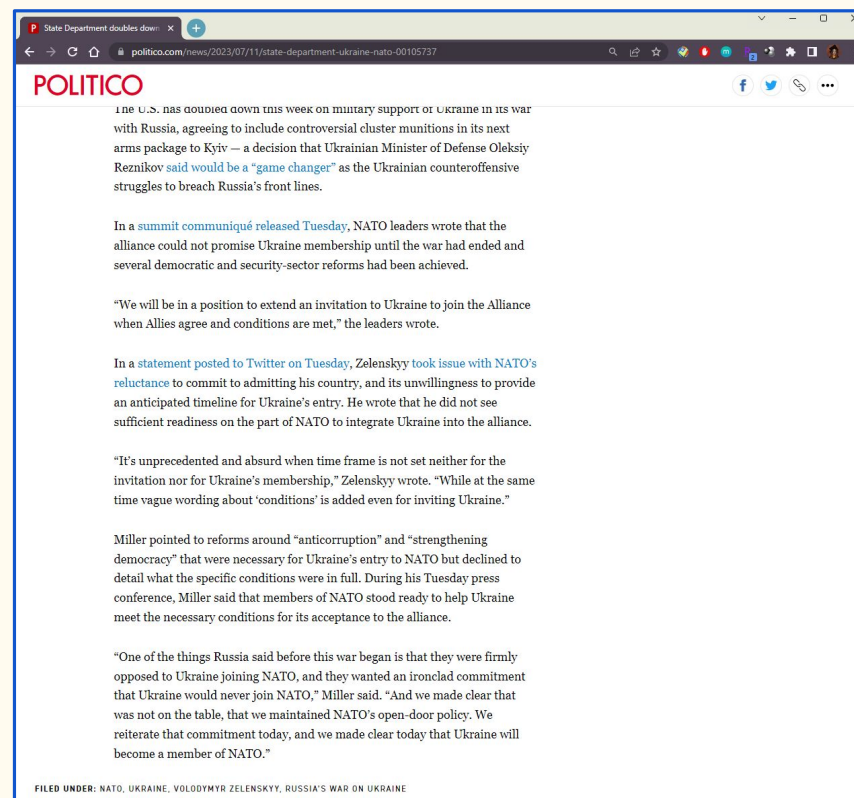 State Department doubles down
politico.com/news/2023/07/11/state-department-ukraine-nato-00105737
2
POLITICO
The U.S. has doubled down this week on military support of Ukraine in its war
with Russia, agreeing to include controversial cluster munitions in its next
arms package to Kyiv — a decision that Ukrainian Minister of Defense Oleksiy
Reznikov said would be a “game changer” as the Ukrainian counteroffensive
struggles to breach Russia’s front lines.
In a summit communiqué released Tuesday, NATO leaders wrote that the
alliance could not promise Ukraine membership until the war had ended and
several democratic and security-sector reforms had been achieved.
“We will be in a position to extend an invitation to Ukraine to join the Alliance
when Allies agree and conditions are met,” the leaders wrote.
In a statement posted to Twitter on Tuesday, Zelenskyy took issue with NATO’s
reluctance to commit to admitting his country, and its unwillingness to provide
an anticipated timeline for Ukraine’s entry. He wrote that he did not see
sufficient readiness on the part of NATO to integrate Ukraine into the alliance.
“It’s unprecedented and absurd when time frame is not set neither for the
invitation nor for Ukraine’s membership,” Zelenskyy wrote. “While at the same
time vague wording about ‘conditions’ is added even for inviting Ukraine.”
Miller pointed to reforms around “anticorruption” and “strengthening
democracy” that were necessary for Ukraine’s entry to NATO but declined to
detail what the specific conditions were in full. During his Tuesday press
conference, Miller said that members of NATO stood ready to help Ukraine
meet the necessary conditions for its acceptance to the alliance.
“One of the things Russia said before this war began is that they were firmly
opposed to Ukraine joining NATO, and they wanted an ironclad commitment
that Ukraine would never join NATO,” Miller said. “And we made clear that
was not on the table, that we maintained NATO’s open-door policy. We
reiterate that commitment today, and we made clear today that Ukraine will
become a member of NATO.”
FILED UNDER: NATO, UKRAINE, VOLODYMYR ZELENSKYY, RUSSIA’S WAR ON UKRAINE